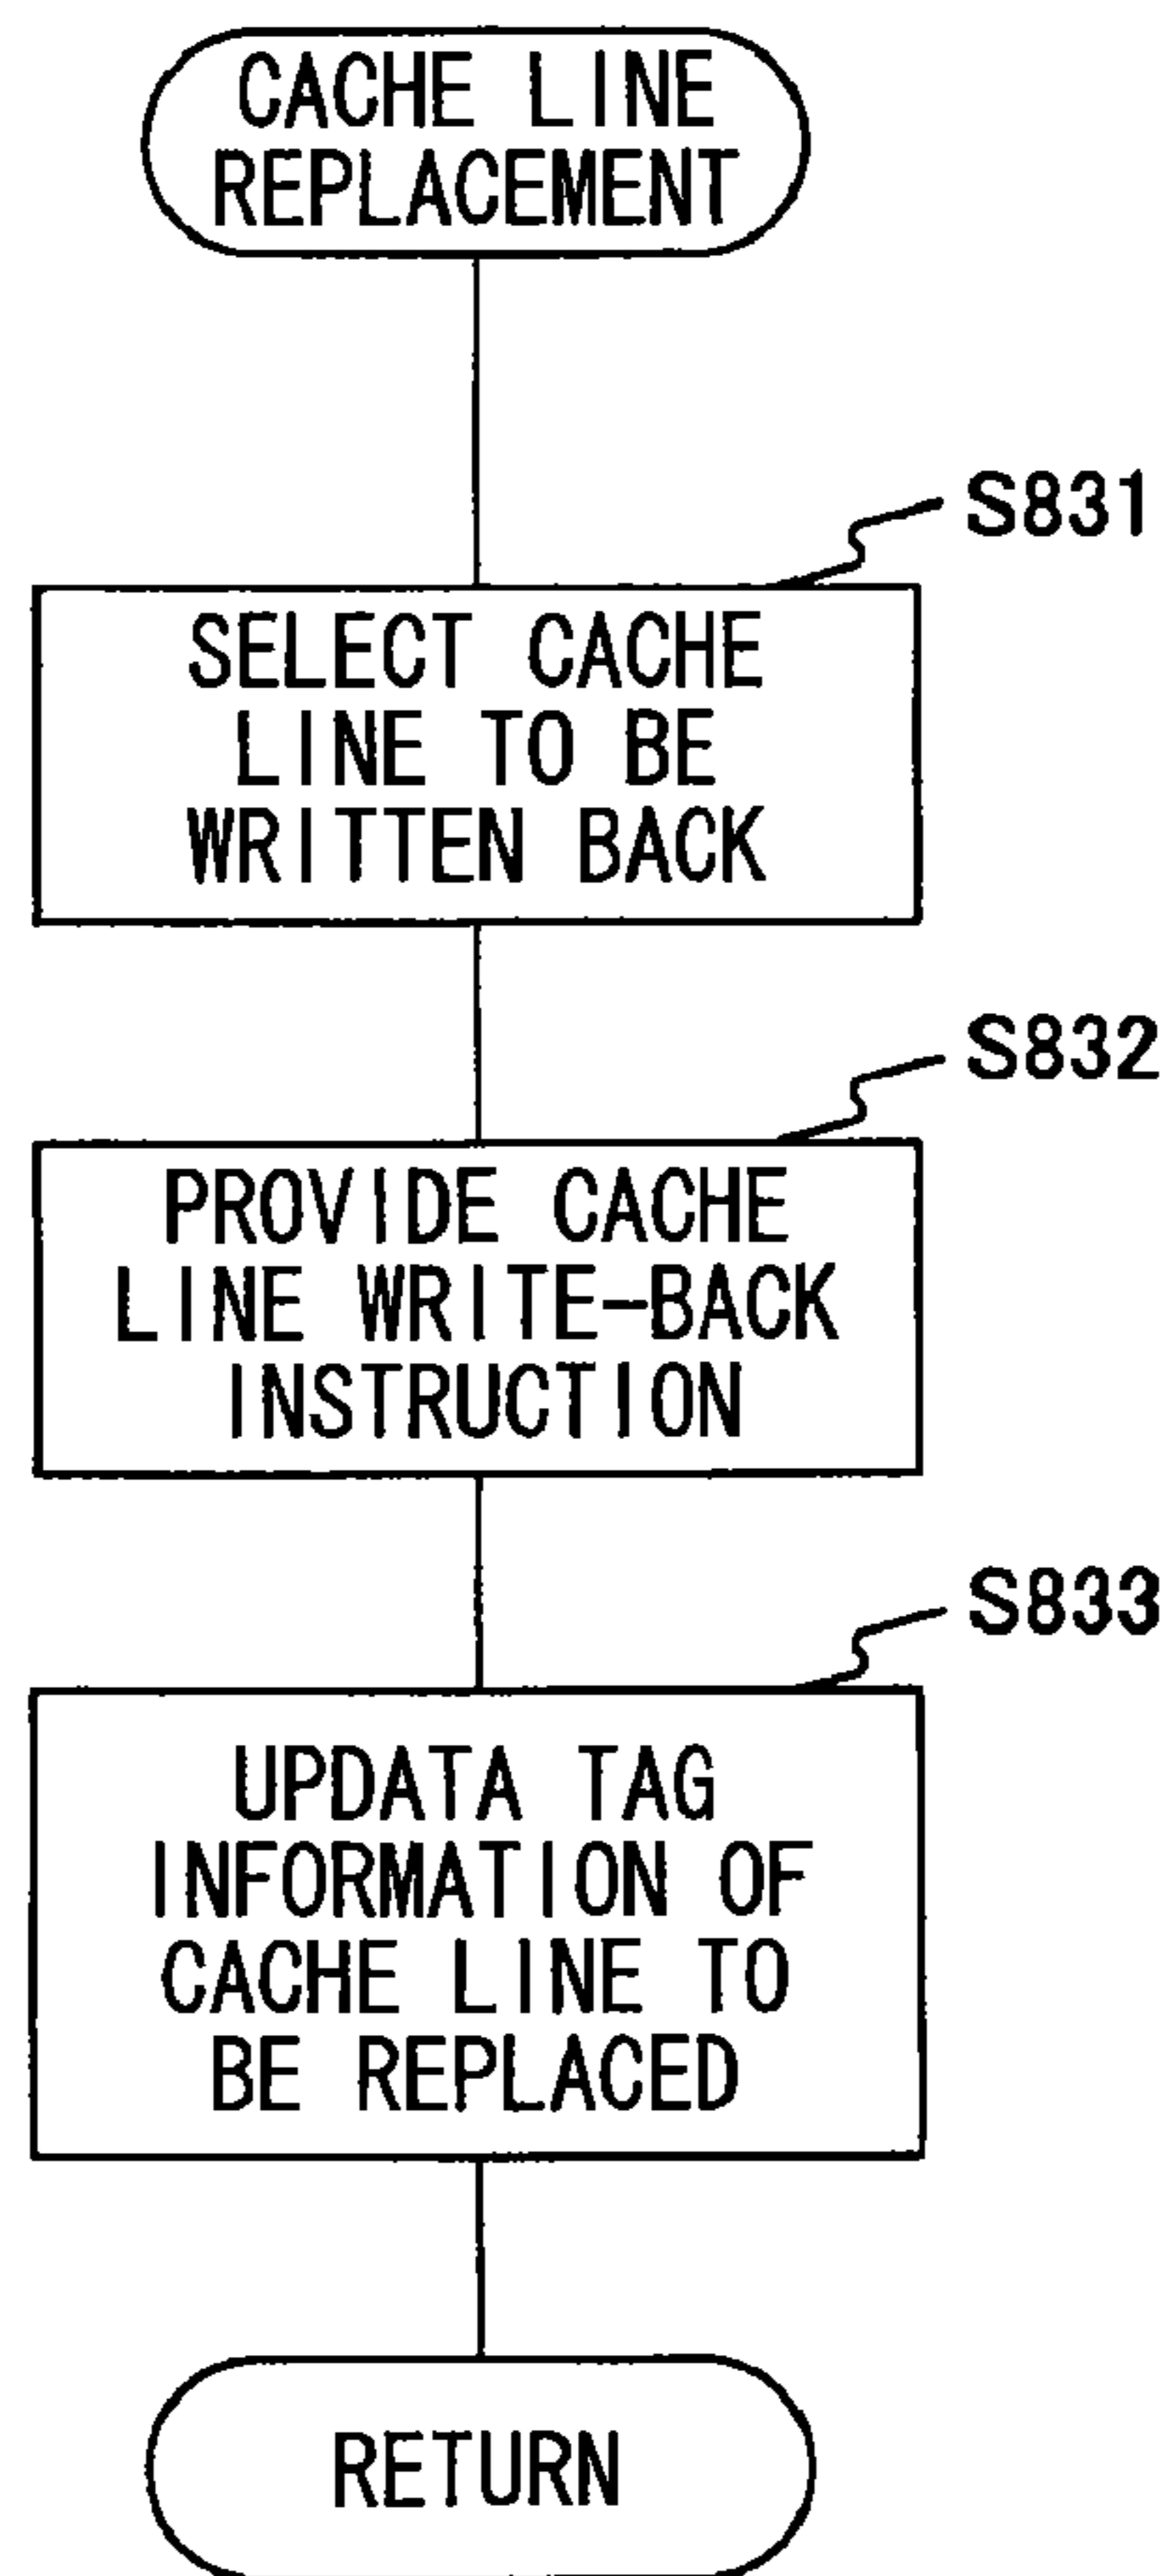 CACHE LINE
REPLACEMENT
S831
SELECT CACHE
LINE TO BE
WRITTEN BACK
S832
PROVIDE CACHE
LINE WRITE-BACK
INSTRUCTION
S833
UPDATA TAG
INFORMATION OF
CACHE LINE TO
BE REPLACED
RETURN